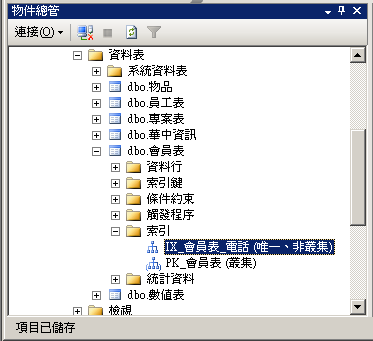 物件總管
連接(O)
資料表
系統資料表
dbo.物品
dbo.員工表
dbo.專案表
dbo.華中資訊
dbo.會員表
資料行
索引鍵
條件約束
觸發程序
索引
IX_會員表_電話 (唯一、非叢集)
PK_會員表 (叢集)
統計資料
dbo.數值表
檢視
項目已儲存